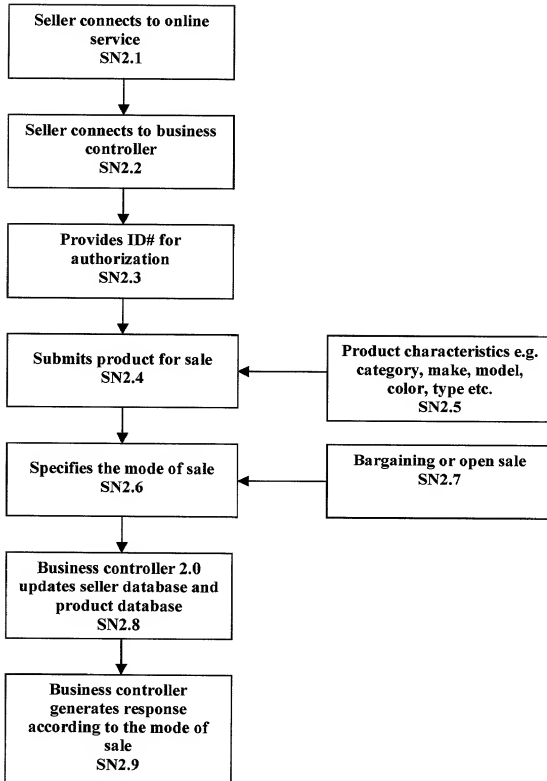 Seller connects to online
service
SN2.1
Seller connects to business
controller
SN2.2
Provides ID# for
authorization
SN2.3
Submits product for sale
SN2.4
Product characteristics e.g.
category, make, model,
color, type etc.
SN2.5
Specifies the mode of sale
SN2.6
Bargaining or open sale
SN2.7
Business controller 2.0
updates seller database and
product database
SN2.8
Business controller
generates response
according to the mode of
sale
SN2.9